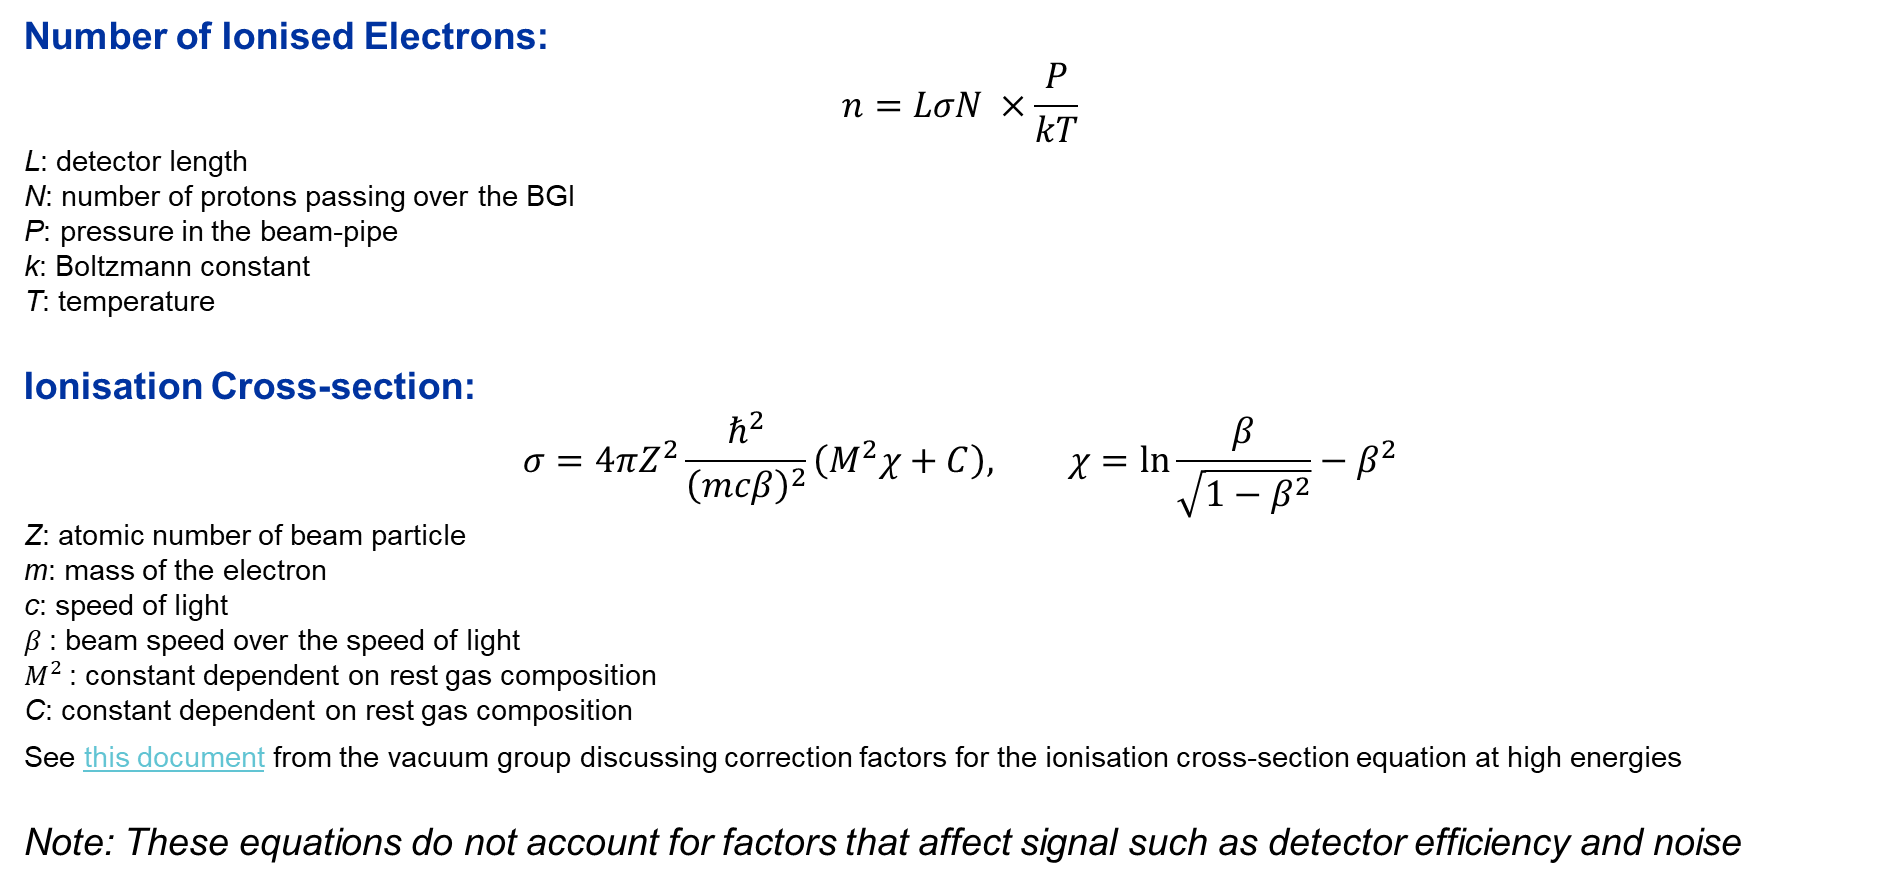 Number of Ionised Electrons:
n = LσN × P/kT
L: detector length
N: number of protons passing over the BGI
P: pressure in the beam-pipe
k: Boltzmann constant
T: temperature
Ionisation Cross-section:
σ = 4πZ² ħ²/(mcβ)² (M²χ + C), χ = ln β/√(1 − β²) − β²
Z: atomic number of beam particle
m: mass of the electron
c: speed of light
β : beam speed over the speed of light
M² : constant dependent on rest gas composition
C: constant dependent on rest gas composition
See this document from the vacuum group discussing correction factors for the ionisation cross-section equation at high energies
Note: These equations do not account for factors that affect signal such as detector efficiency and noise